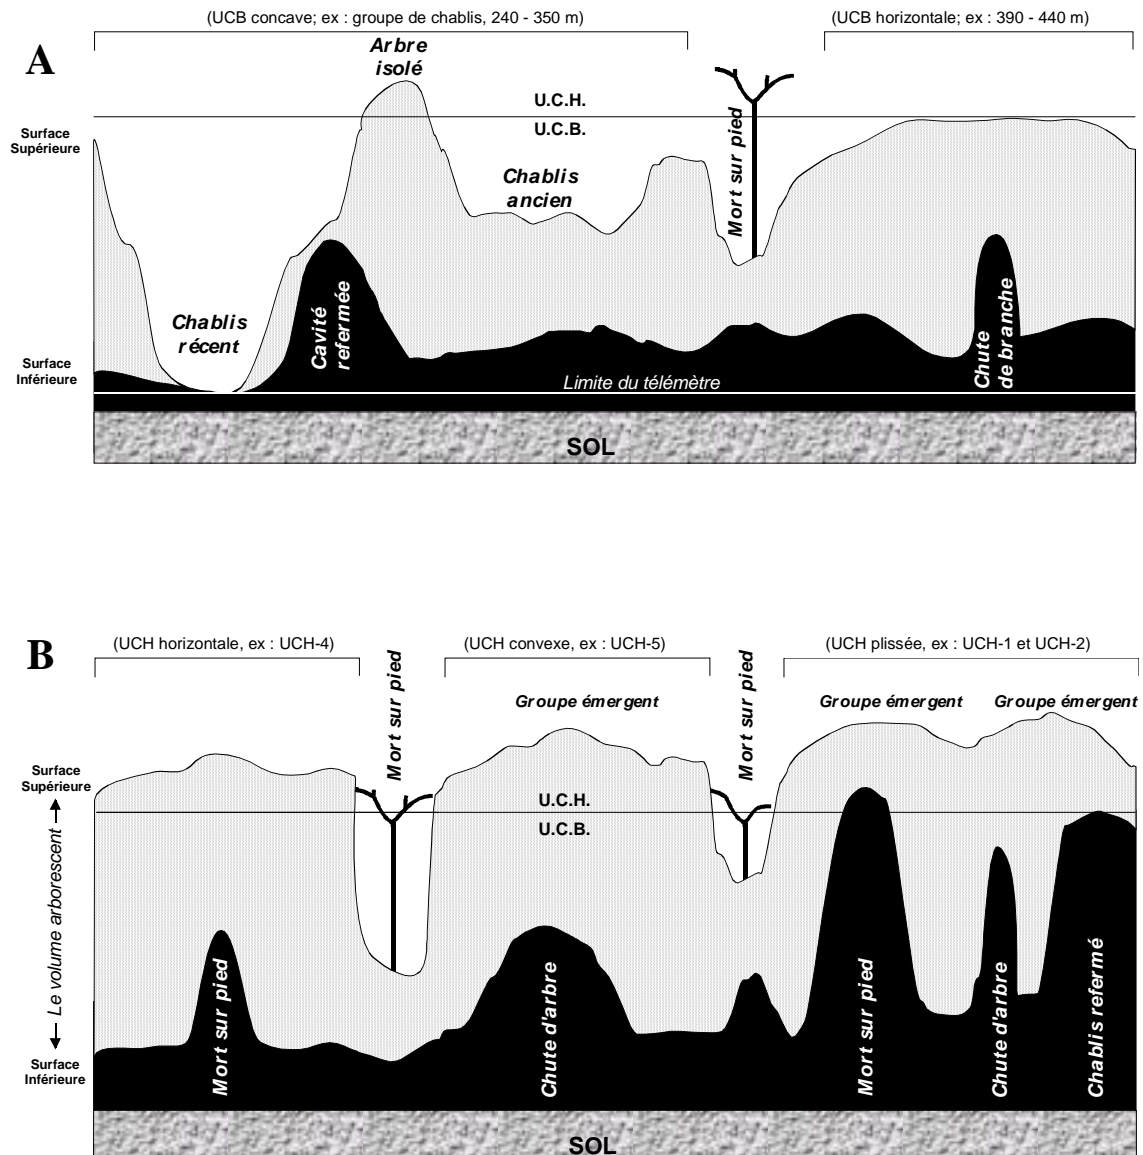 (UCB concave; ex : groupe de chablis, 240 - 350 m)
(UCB horizontale; ex : 390 - 440 m)
A
Arbre
isolé
U.C.H.
U.C.B.
Surface
Supérieure
Mort sur pied
Chablis
ancien
Chablis
récent
Cavité
refermée
Chute
de branche
Surface
Inférieure
Limite du télémètre
SOL
B
(UCH horizontale, ex : UCH-4)
(UCH convexe, ex : UCH-5)
(UCH plissée, ex : UCH-1 et UCH-2)
Mort sur pied
Groupe émergent
Mort sur pied
Groupe émergent
Groupe émergent
Surface
Supérieure
U.C.H.
U.C.B.
Le volume arborescent
Mort sur pied
Chute d'arbre
Mort sur pied
Chute d'arbre
Chablis refermé
Surface
Inférieure
SOL